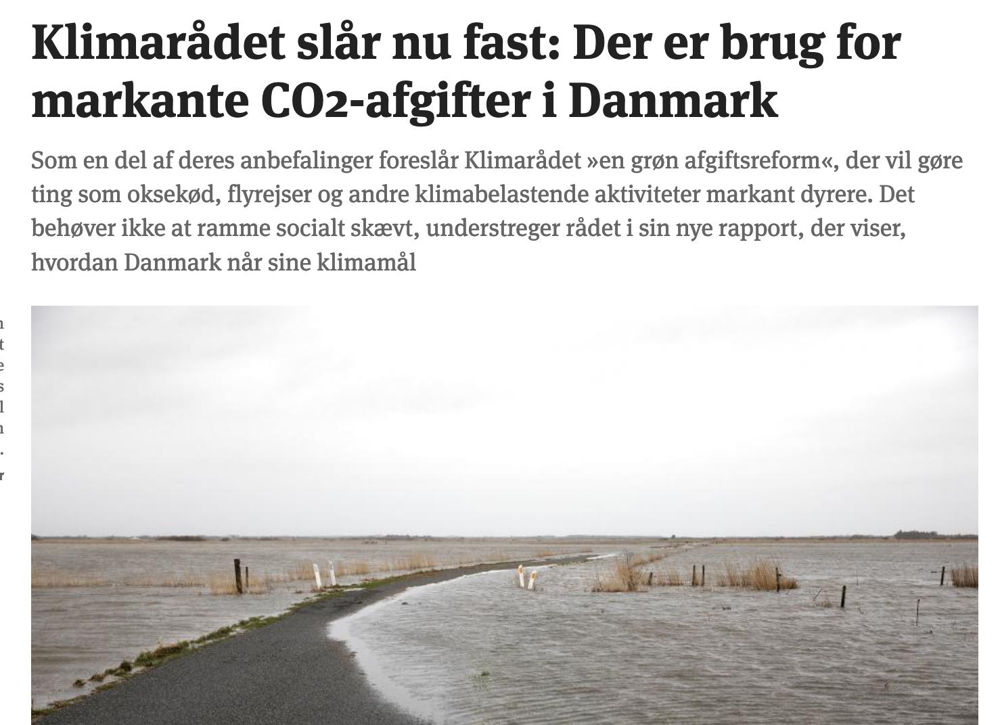 Klimarådet slår nu fast: Der er brug for
markante CO2-afgifter i Danmark
Som en del af deres anbefalinger foreslår Klimarådet »en grøn afgiftsreform«, der vil gøre
ting som oksekød, flyrejser og andre klimabelastende aktiviteter markant dyrere. Det
behøver ikke at ramme socialt skævt, understreger rådet i sin nye rapport, der viser,
hvordan Danmark når sine klimamål